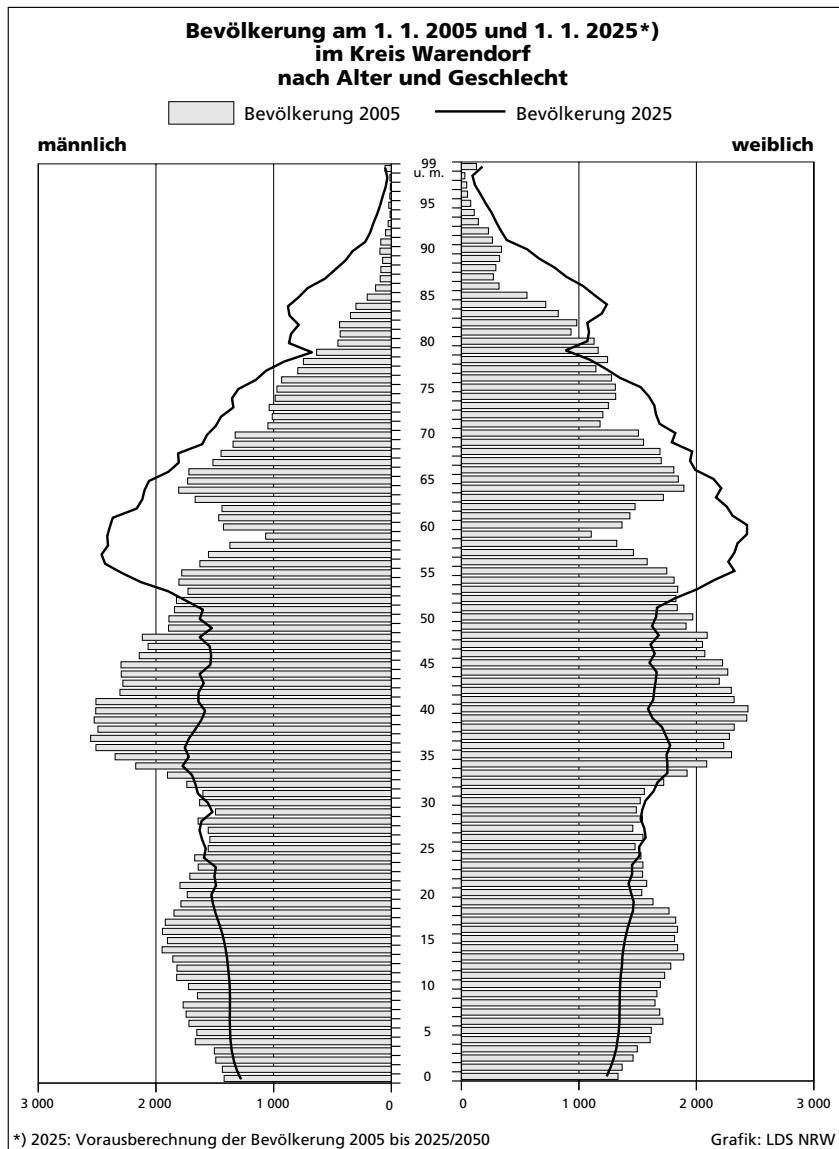 Bevölkerung am 1. 1. 2005 und 1. 1. 2025*)
im Kreis Warendorf
nach Alter und Geschlecht
Bevölkerung 2005 Bevölkerung 2025
männlich weiblich
99
u. m.
95
90
85
80
75
70
65
60
55
50
45
40
35
30
25
20
15
10
5
0
3 000 2 000 1 000 0 0 1 000 2 000 3 000
*) 2025: Vorausberechnung der Bevölkerung 2005 bis 2025/2050 Grafik: LDS NRW